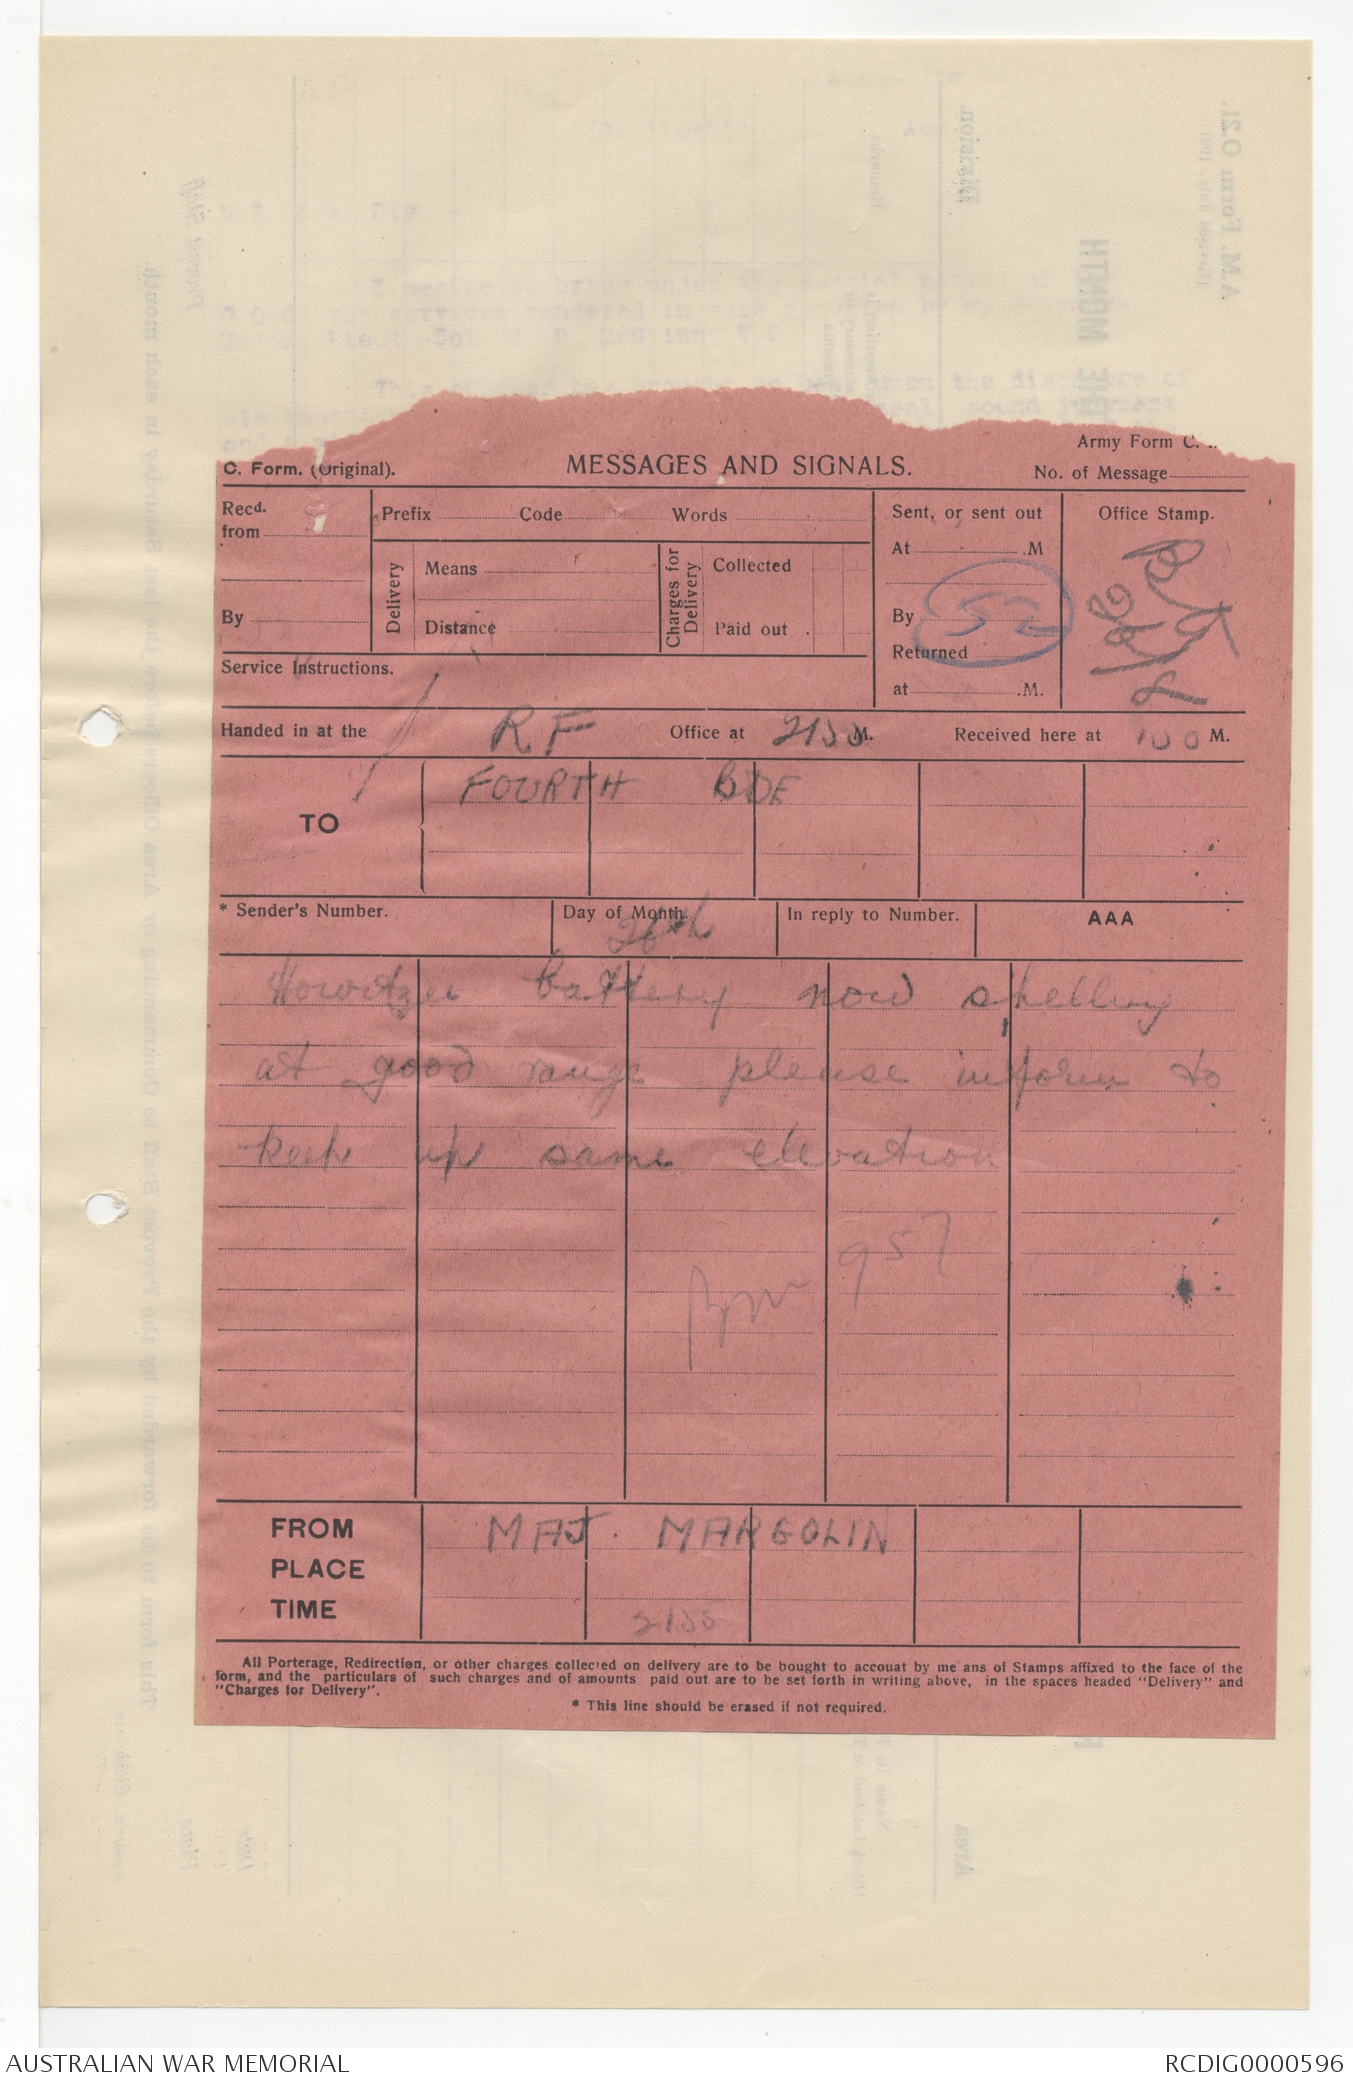 Army Form C.
C. Form. (Original). MESSAGES AND SIGNALS. No. of Message
Recd. from
By
Prefix Code Words
Delivery
Means
Distance
Charges for Delivery
Collected
Paid out
Sent, or sent out
At .M
By
Returned
at .M.
52
Office Stamp.
Service Instructions.
Handed in at the RF Office at 2155 M. Received here at M.
TO FOURTH BDE
* Sender's Number. Day of Month. 26th In reply to Number. AAA
Howitzer battery now shelling
at good range please inform to
keep up same elevation
957
FROM MAJ. MARGOLIN
PLACE
TIME 2155
All Porterage, Redirection, or other charges collected on delivery are to be bought to accouat by me ans of Stamps affixed to the face of the
form, and the particulars of such charges and of amounts paid out are to be set forth in writing above, in the spaces headed "Delivery" and
"Charges for Delivery".
* This line should be erased if not required.
AUSTRALIAN WAR MEMORIAL RCDIG0000596